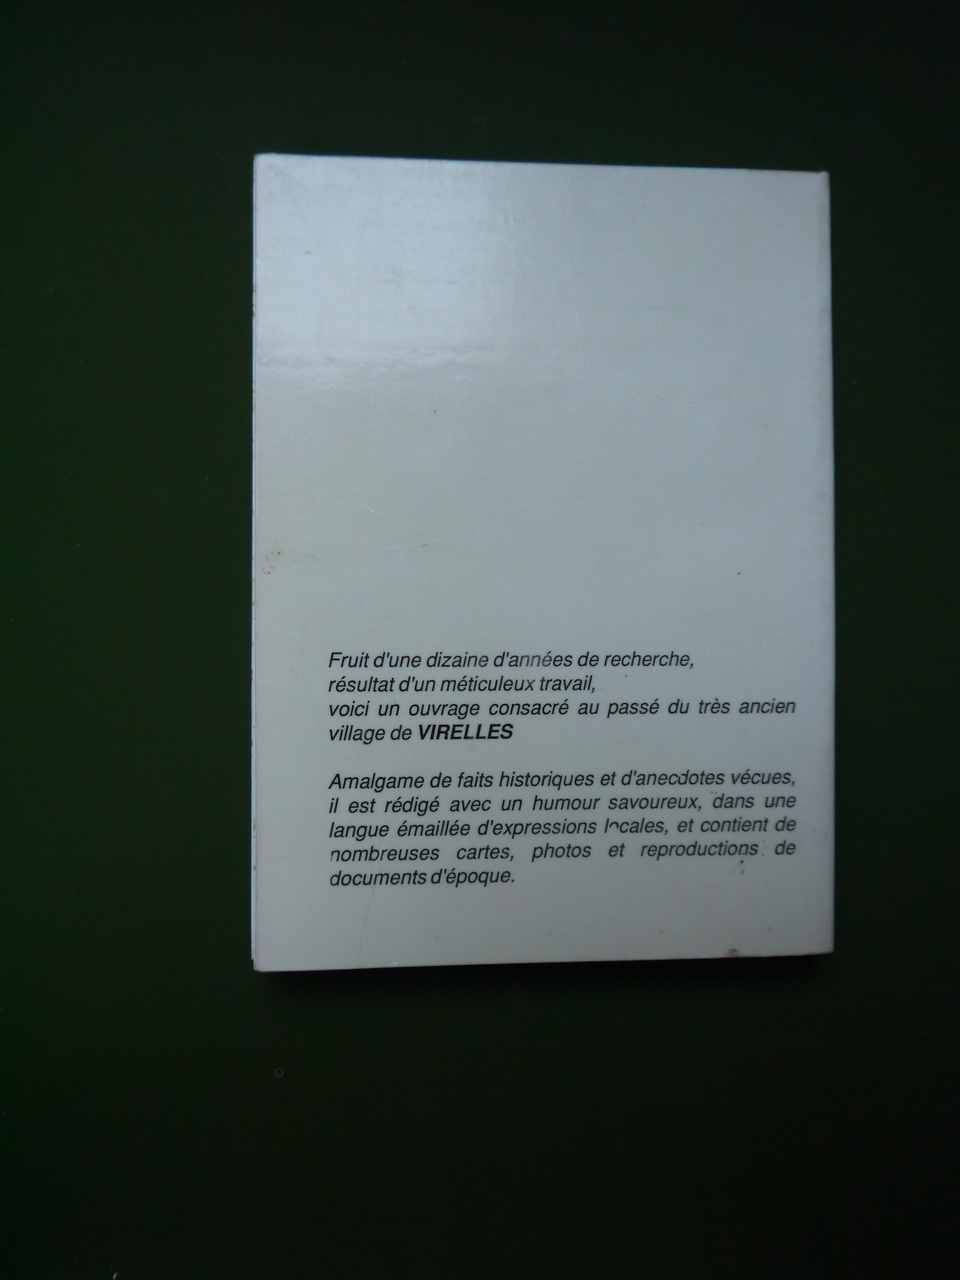 Fruit d'une dizaine d'années de recherche,
résultat d'un méticuleux travail,
voici un ouvrage consacré au passé du très ancien
village de VIRELLES
Amalgame de faits historiques et d'anecdotes vécues,
il est rédigé avec un humour savoureux, dans une
langue émaillée d'expressions locales, et contient de
nombreuses cartes, photos et reproductions de
documents d'époque.